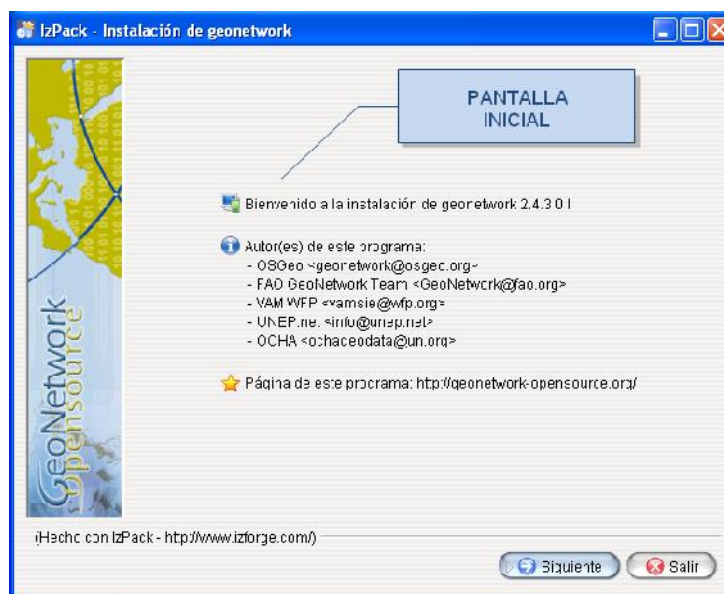 IzPack - Instalación de geonetwork
PANTALLA
INICIAL
Bienvenido a la instalación de geonetwork 2.4.3.0 !
Autor(es) de este programa:
- OSGeo <geonetwork@osgeo.org>
- FAO GeoNetwork Team <GeoNetwork@fao.org>
- VAM WFP <vamsie@wfp.org>
- UNEP.net <info@unep.net>
- OCHA <ochageodata@un.org>
Página de este programa: http://geonetwork-opensource.org/
GeoNetwork
Opensource
(Hecho con IzPack - http://www.izforge.com/)
Siguiente
Salir